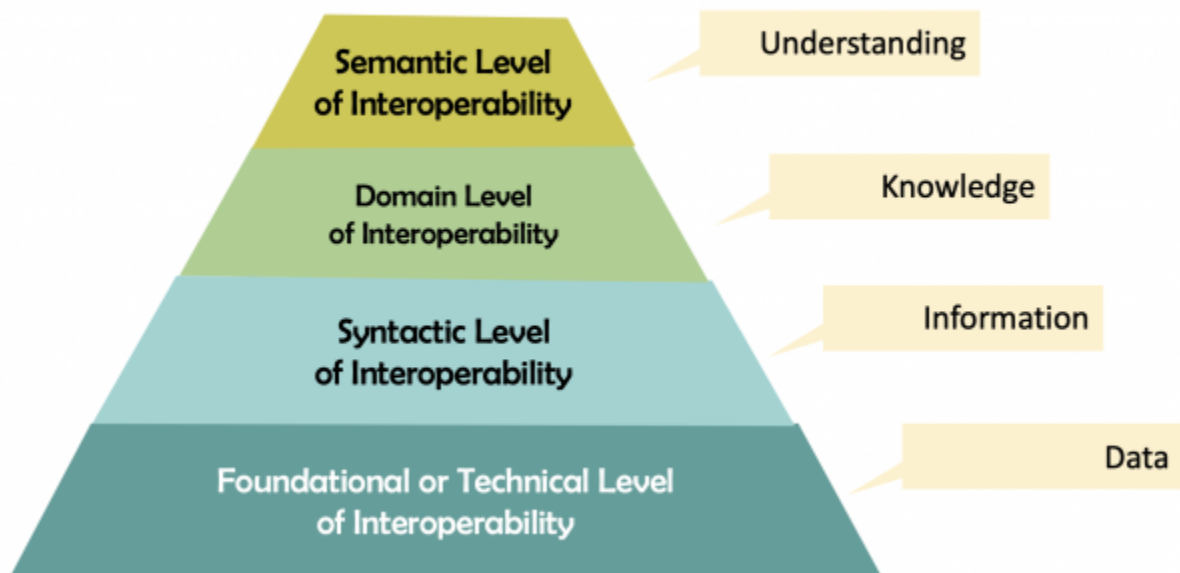 Semantic Level
of Interoperability
Understanding
Domain Level
of Interoperability
Knowledge
Syntactic Level
of Interoperability
Information
Foundational or Technical Level
of Interoperability
Data